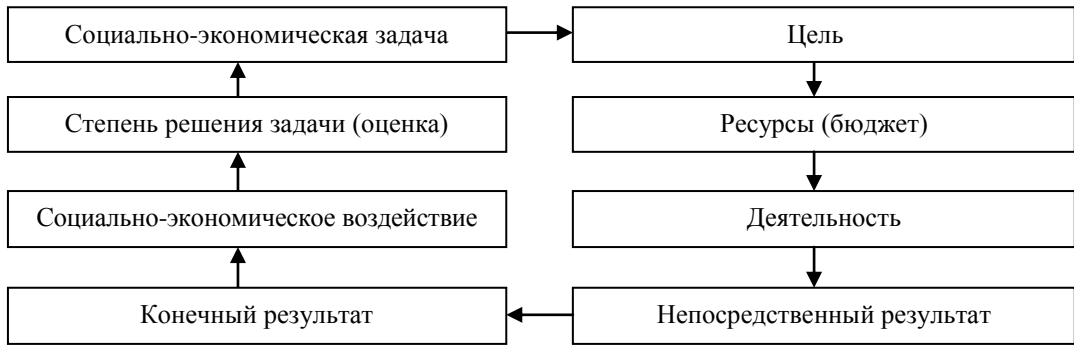 Социально-экономическая задача
Цель
Степень решения задачи (оценка)
Ресурсы (бюджет)
Социально-экономическое воздействие
Деятельность
Конечный результат
Непосредственный результат